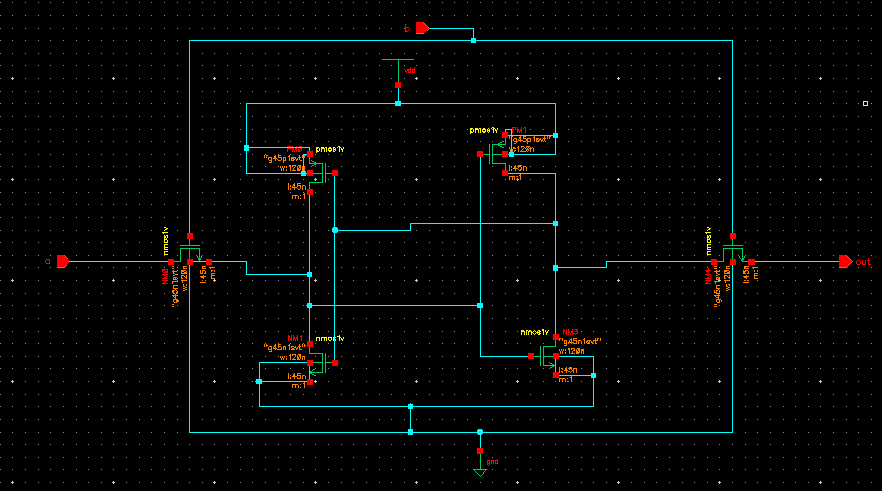 b
vdd
PM0
pmos1v
"g45p1svt"
w:120n
l:45n
m:1
pmos1v
PM1
"g45p1svt"
w:120n
l:45n
m:1
nmos1v
a
"g45n1svt"
w:120n
l:45n
m:1
nmos1v
NM4
"g45n1svt"
w:120n
l:45n
m:1
out
NM1
nmos1v
"g45n1svt"
w:120n
l:45n
m:1
nmos1v
NM3
"g45n1svt"
w:120n
l:45n
m:1
gnd